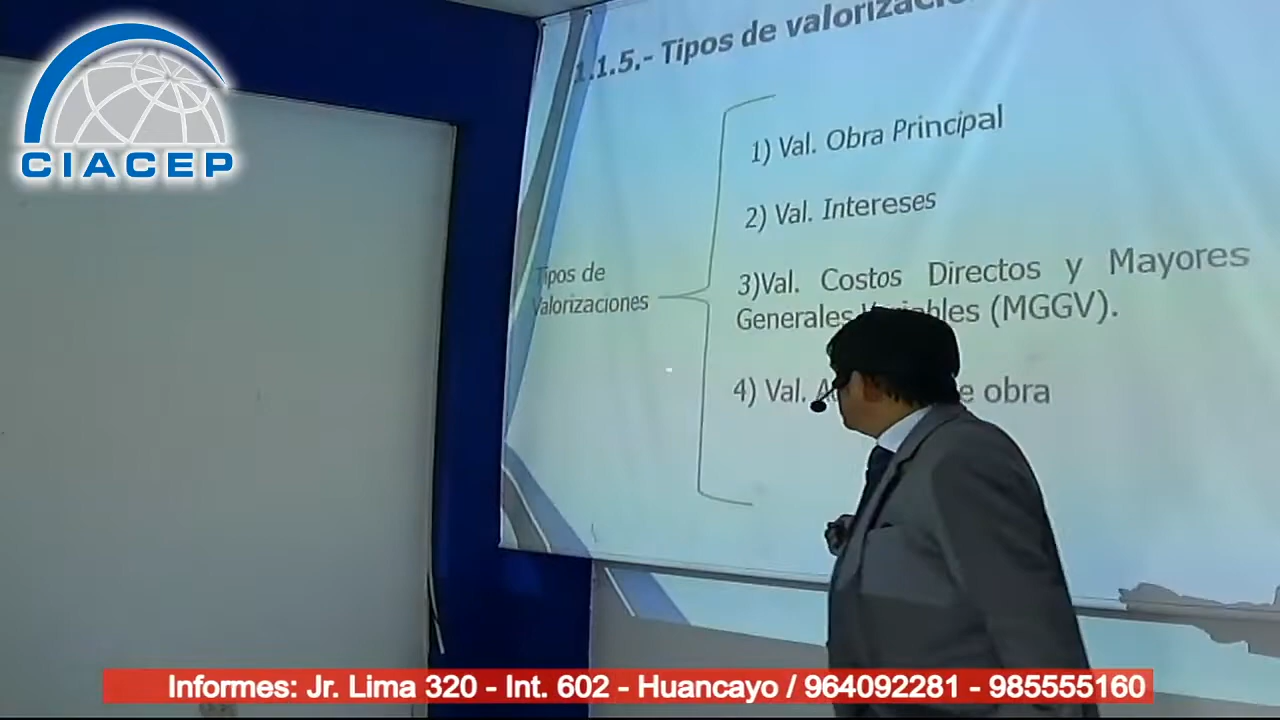 CIACEP
1.1.5.- Tipos de
1) Val. Obra Principal
2) Val. Intereses
Tipos de
Valorizaciones
3)Val. Costos Directos y Mayores
Generales (MGGV).
4) Val. obra
Informes: Jr. Lima 320 - Int. 602 - Huancayo / 964092281 - 985555160